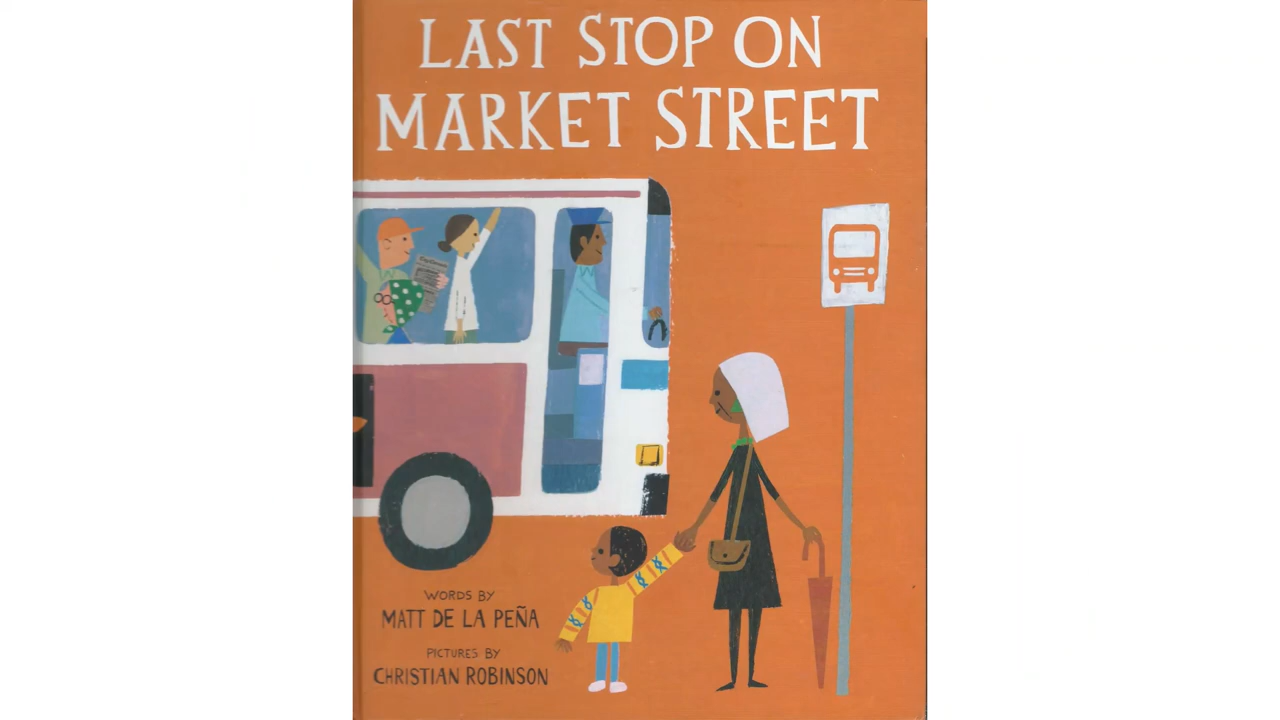 LAST STOP ON
MARKET STREET
WORDS BY
MATT DE LA PEÑA
PICTURES BY
CHRISTIAN ROBINSON